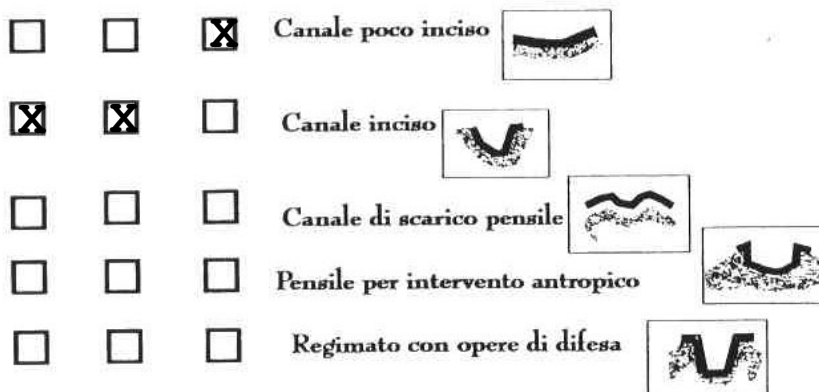 X Canale poco inciso
X X Canale inciso
Canale di scarico pensile
Pensile per intervento antropico
Regimato con opere di difesa